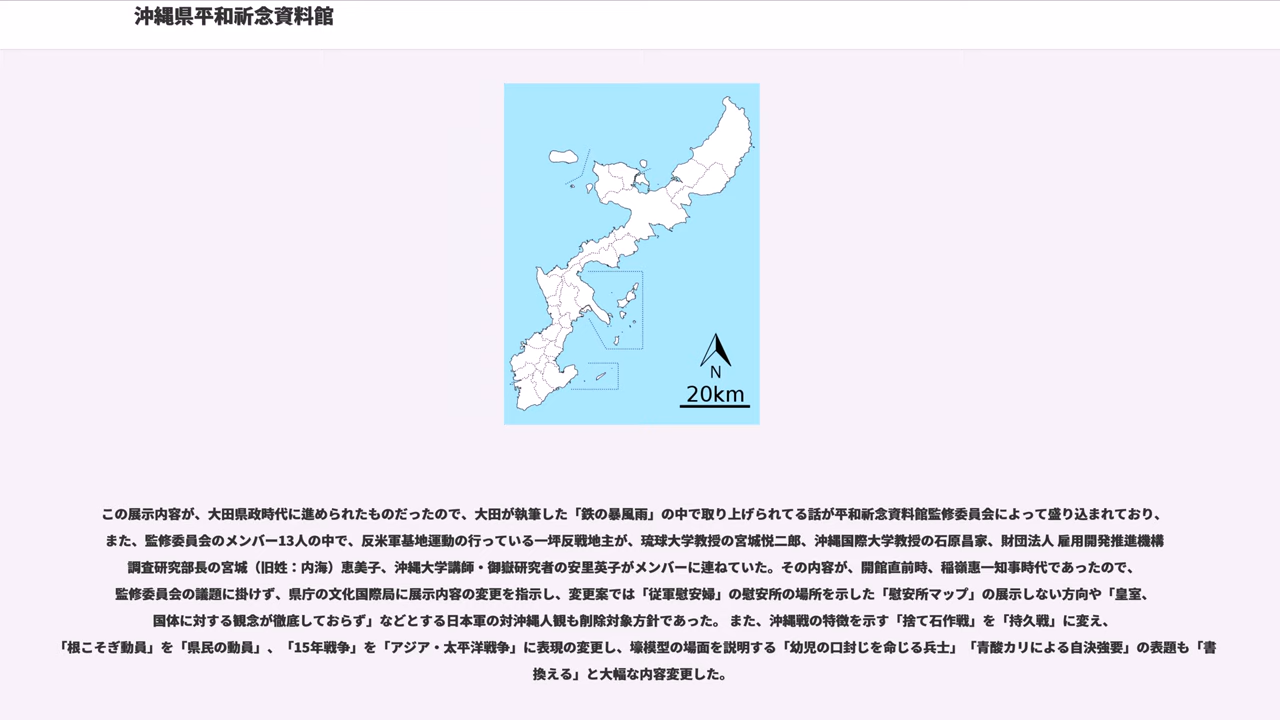 沖縄県平和祈念資料館
N
20km
この展示内容が、大田県政時代に進められたものだったので、大田が執筆した「鉄の暴風雨」の中で取り上げられてる話が平和祈念資料館監修委員会によって盛り込まれており、
また、監修委員会のメンバー13人の中で、反米軍基地運動の行っている一坪反戦地主が、琉球大学教授の宮城悦二郎、沖縄国際大学教授の石原昌家、財団法人 雇用開発推進機構
調査研究部長の宮城（旧姓：内海）恵美子、沖縄大学講師・御嶽研究者の安里英子がメンバーに連ねていた。その内容が、開館直前時、稲嶺惠一知事時代であったので、
監修委員会の議題に掛けず、県庁の文化国際局に展示内容の変更を指示し、変更案では「従軍慰安婦」の慰安所の場所を示した「慰安所マップ」の展示しない方向や「皇室、
国体に対する観念が徹底しておらず」などとする日本軍の対沖縄人観も削除対象方針であった。 また、沖縄戦の特徴を示す「捨て石作戦」を「持久戦」に変え、
「根こそぎ動員」を「県民の動員」、「15年戦争」を「アジア・太平洋戦争」に表現の変更し、壕模型の場面を説明する「幼児の口封じを命じる兵士」「青酸カリによる自決強要」の表題も「書
換える」と大幅な内容変更した。